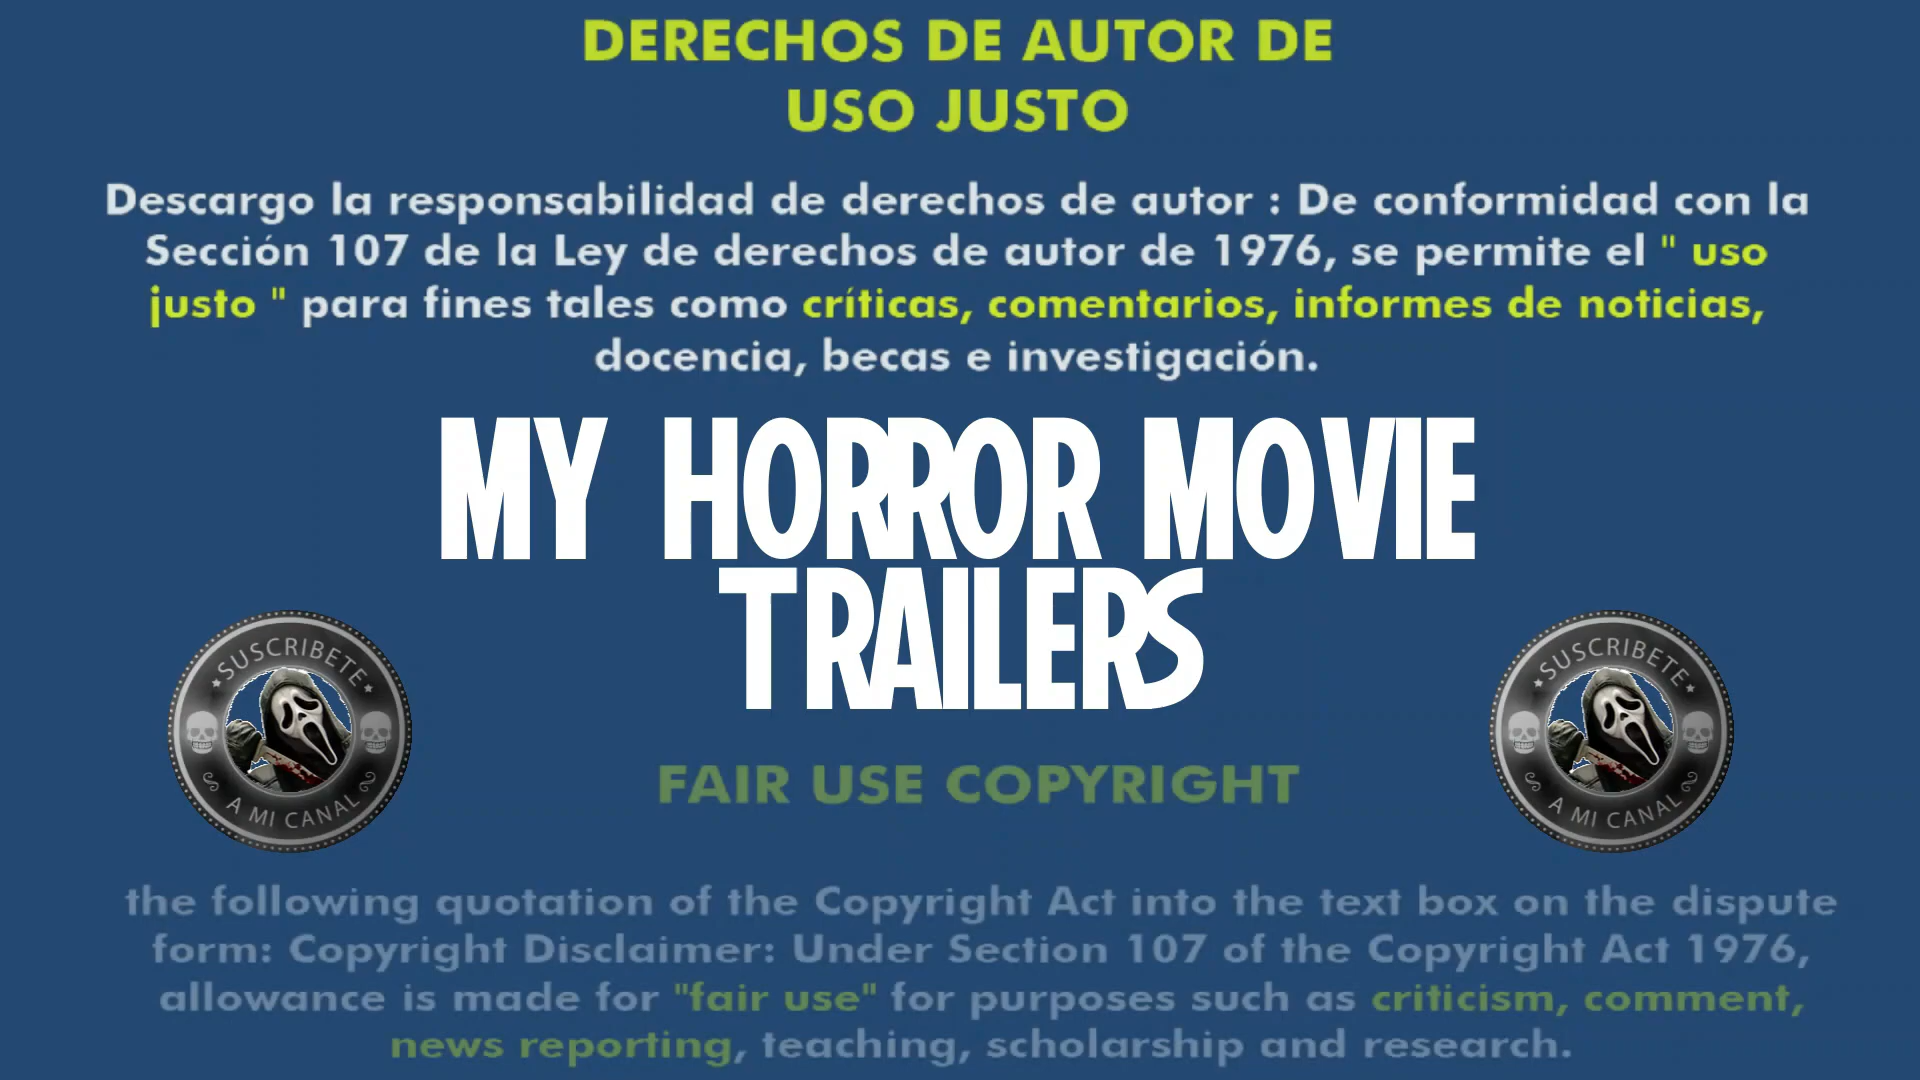 DERECHOS DE AUTOR DE
USO JUSTO
Descargo la responsabilidad de derechos de autor : De conformidad con la
Sección 107 de la Ley de derechos de autor de 1976, se permite el " uso
justo " para fines tales como críticas, comentarios, informes de noticias,
docencia, becas e investigación.
MY HORROR MOVIE
TRAILERS
SUSCRIBETE
A MI CANAL
SUSCRIBETE
A MI CANAL
FAIR USE COPYRIGHT
the following quotation of the Copyright Act into the text box on the dispute
form: Copyright Disclaimer: Under Section 107 of the Copyright Act 1976,
allowance is made for "fair use" for purposes such as criticism, comment,
news reporting, teaching, scholarship and research.